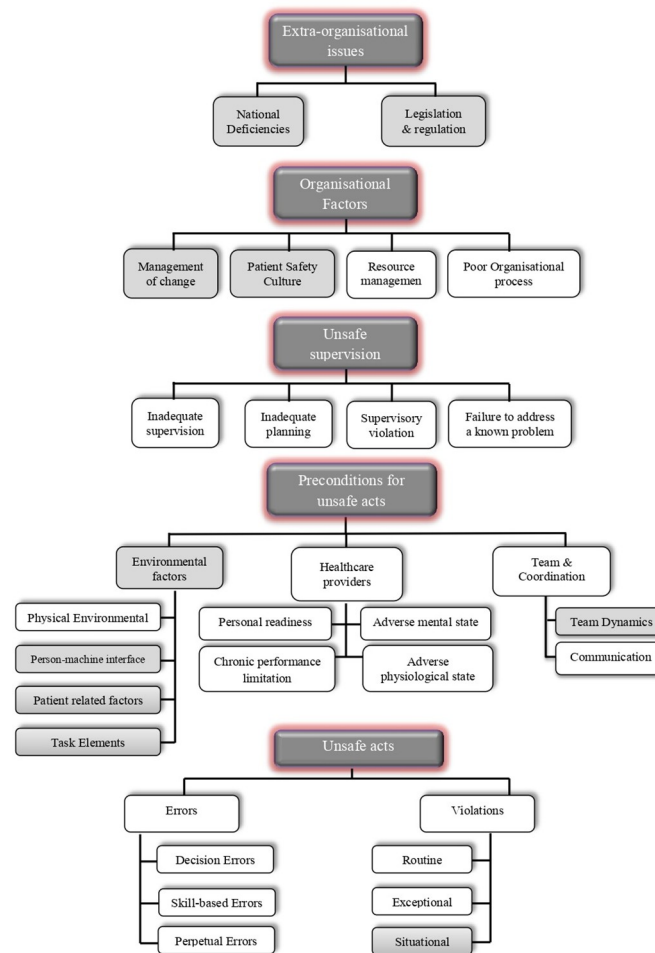 Extra-organisational
issues
National
Deficiencies
Legislation
& regulation
Organisational
Factors
Management
of change
Patient Safety
Culture
Resource
managemen
Poor Organisational
process
Unsafe
supervision
Inadequate
supervision
Inadequate
planning
Supervisory
violation
Failure to address
a known problem
Preconditions for
unsafe acts
Environmental
factors
Healthcare
providers
Team &
Coordination
Physical Environmental
Person-machine interface
Patient related factors
Task Elements
Personal readiness
Adverse mental state
Chronic performance
limitation
Adverse
physiological state
Team Dynamics
Communication
Unsafe acts
Errors
Violations
Decision Errors
Skill-based Errors
Perpetual Errors
Routine
Exceptional
Situational